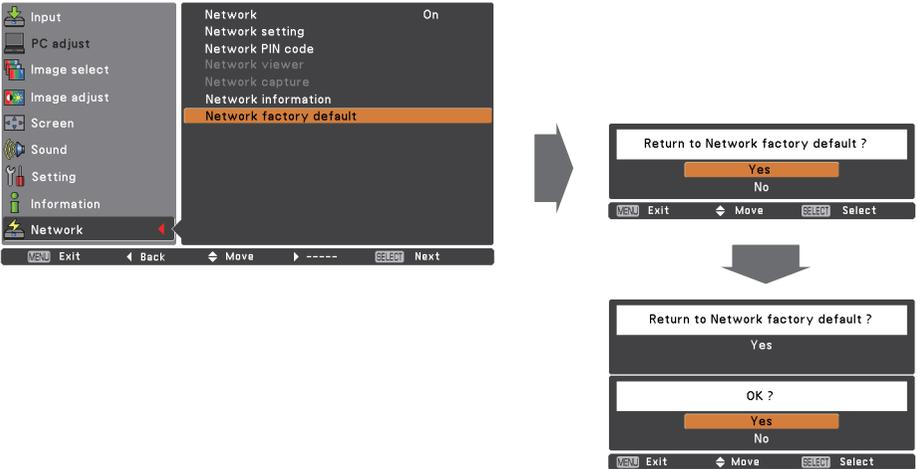 Input
PC adjust
Image select
Image adjust
Screen
Sound
Setting
Information
Network
Network On
Network setting
Network PIN code
Network viewer
Network capture
Network information
Network factory default
MENU Exit Back Move ----- SELECT Next
Return to Network factory default ?
Yes
No
MENU Exit Move SELECT Select
Return to Network factory default ?
Yes
OK ?
Yes
No
MENU Exit Move SELECT Select